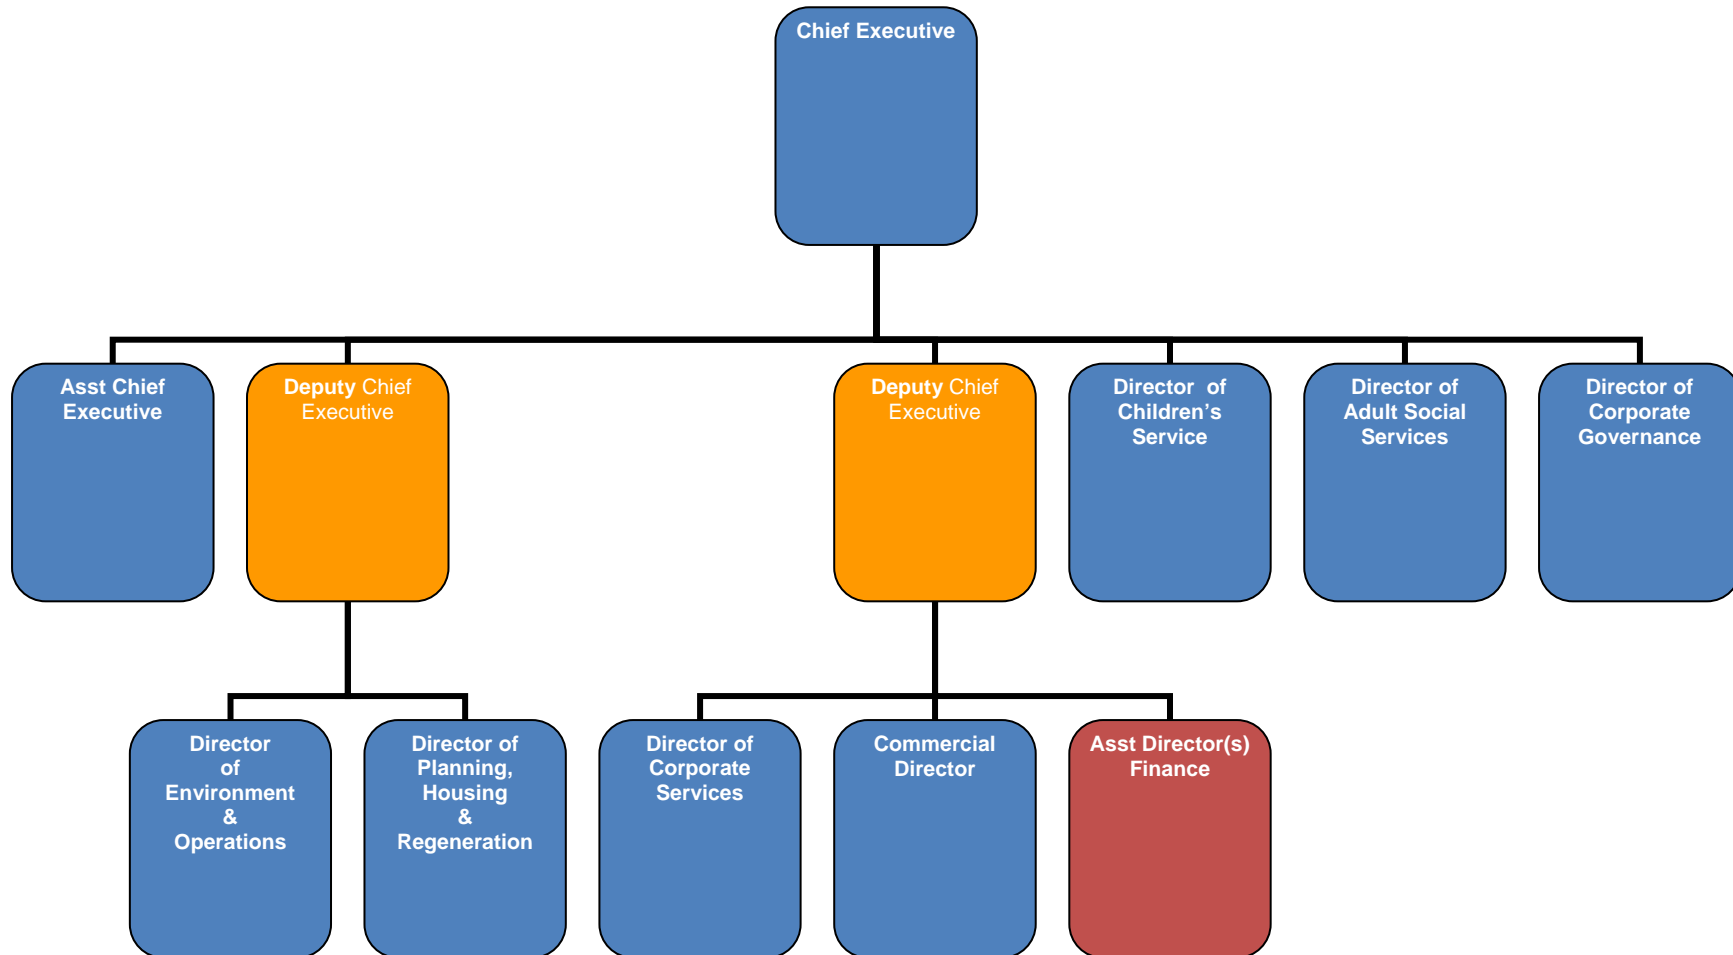 Chief Executive
Asst Chief
Executive
Deputy Chief
Executive
Deputy Chief
Executive
Director of
Children’s
Service
Director of
Adult Social
Services
Director of
Corporate
Governance
Director
of
Environment
&
Operations
Director of
Planning,
Housing
&
Regeneration
Director of
Corporate
Services
Commercial
Director
Asst Director(s)
Finance